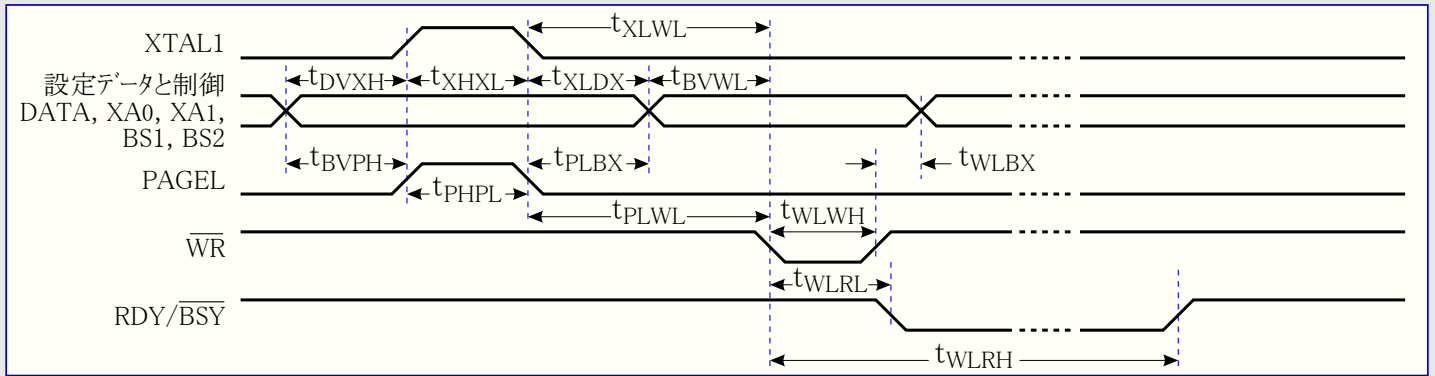 tXLWL
XTAL1
設定データと制御
tDVXH tXHXL tXLDX tBVWL
DATA, XA0, XA1,
BS1, BS2
tBVPH tPLBX tWLBX
PAGEL
tPHPL
tPLWL tWLWH
WR
tWLRL
RDY/BSY
tWLRH